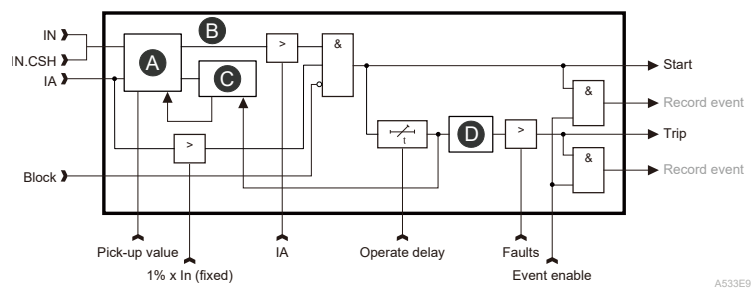 IN
IN.CSH
IA
Block
A
B
C
D
>
>
>
&
&
&
t
Start
Record event
Trip
Record event
Pick-up value
1% x In (fixed)
IA
Operate delay
Faults
Event enable
A533E9